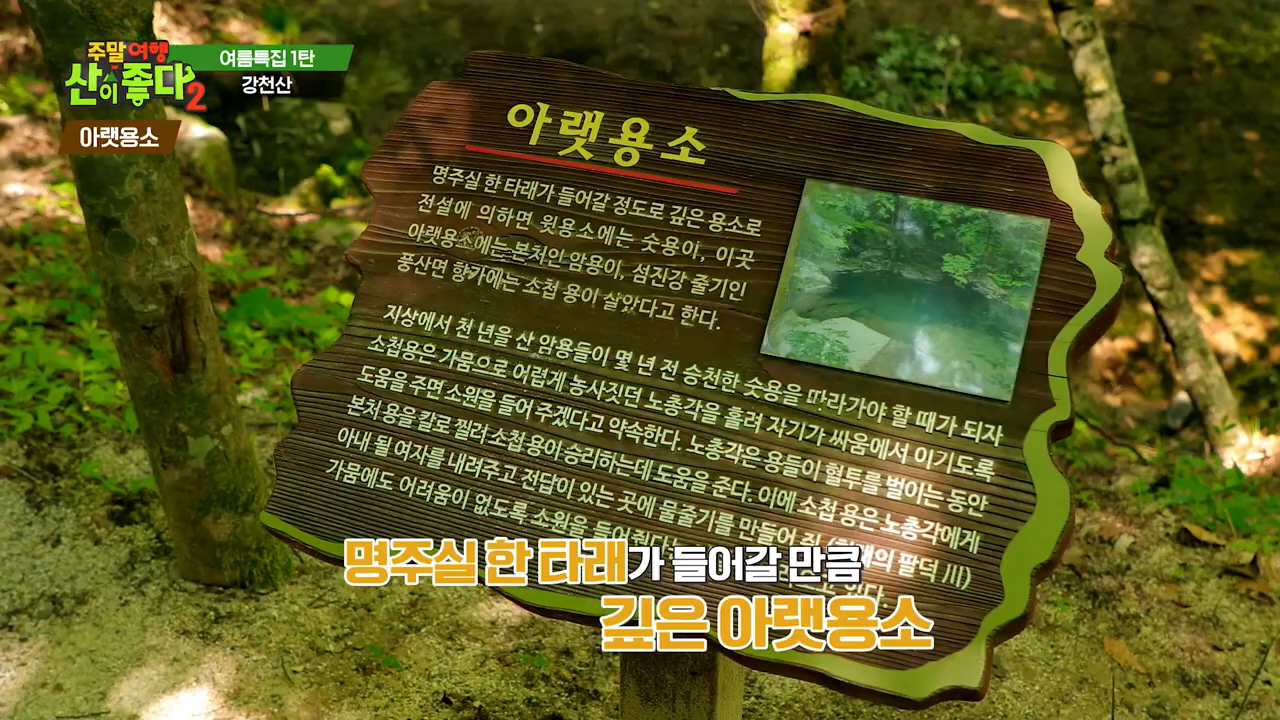 주말 여행
산이 좋다2
여름특집 1탄
강천산
아랫용소
아랫용소
명주실 한 타래가 들어갈 정도로 깊은 용소로
전설에 의하면 윗용소에는 숫용이, 이곳
아랫용소에는 본처인 암용이, 섬진강 줄기인
풍산면 향가에는 소첩 용이 살았다고 한다.
지상에서 천 년을 산 암용들이 몇 년 전 승천한 숫용을 따라가야 할 때가 되자
소첩용은 가뭄으로 어렵게 농사짓던 노총각을 홀려 자기가 싸움에서 이기도록
도움을 주면 소원을 들어 주겠다고 약속한다. 노총각은 용들이 혈투를 벌이는 동안
본처 용을 칼로 찔러 소첩 용이 승리하는데 도움을 준다. 이에 소첩 용은 노총각에게
아내 될 여자를 내려주고 전답이 있는 곳에 물줄기를 만들어 줘 팔덕 川)
가뭄에도 어려움이 없도록 소원을 들어 있다.
명주실 한 타래가 들어갈 만큼
깊은 아랫용소